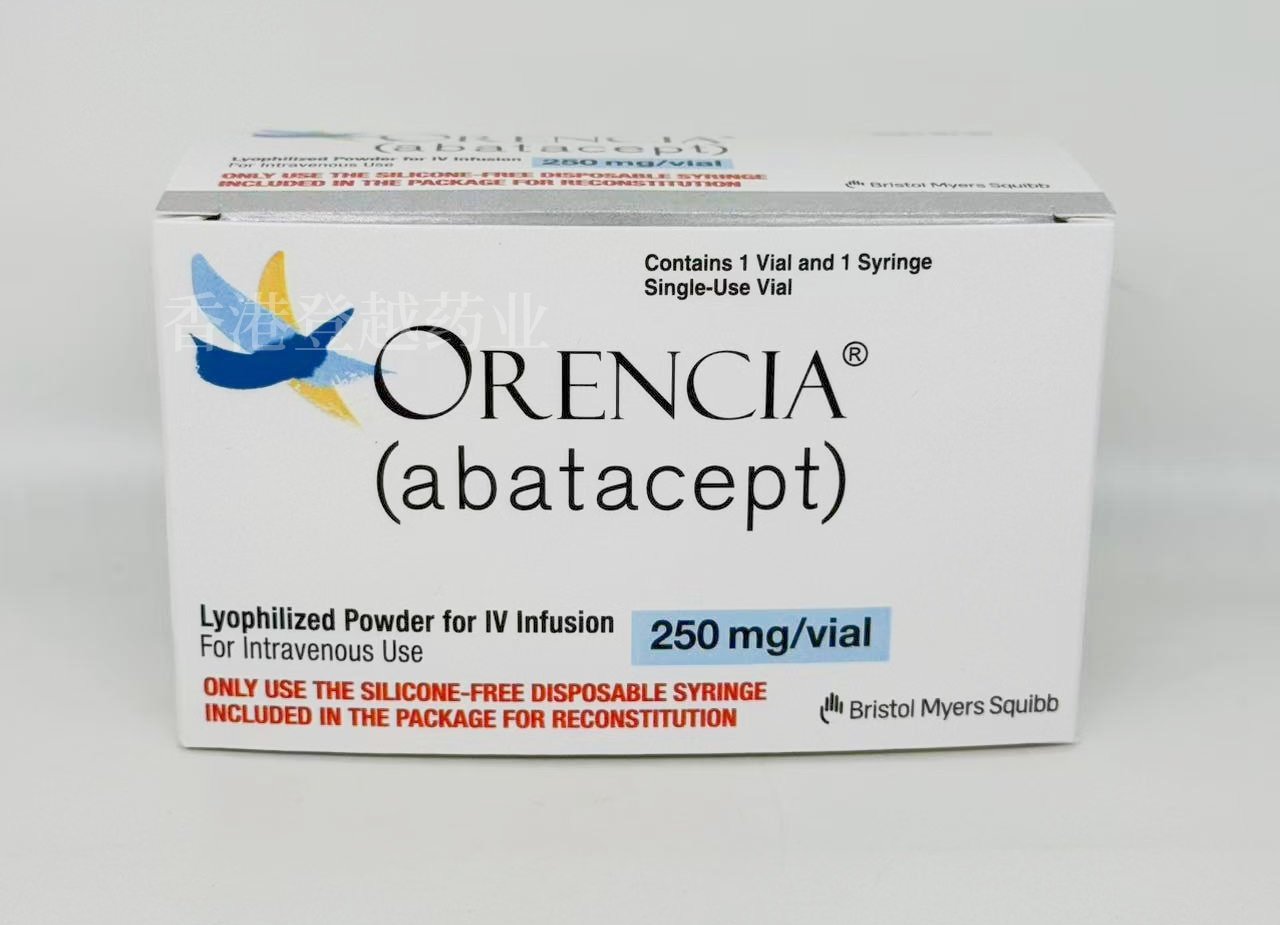 ORENCIA
(abatacept)
Lyophilized Powder for IV Infusion
For Intravenous Use
250 mg/vial
ONLY USE THE SILICONE-FREE DISPOSABLE SYRINGE
INCLUDED IN THE PACKAGE FOR RECONSTITUTION
Bristol Myers Squibb
Contains 1 Vial and 1 Syringe
Single-Use Vial
香港登越药业
ORENCIA®
(abatacept)
Lyophilized Powder for IV Infusion
For Intravenous Use
250 mg/vial
ONLY USE THE SILICONE-FREE DISPOSABLE SYRINGE
INCLUDED IN THE PACKAGE FOR RECONSTITUTION
Bristol Myers Squibb